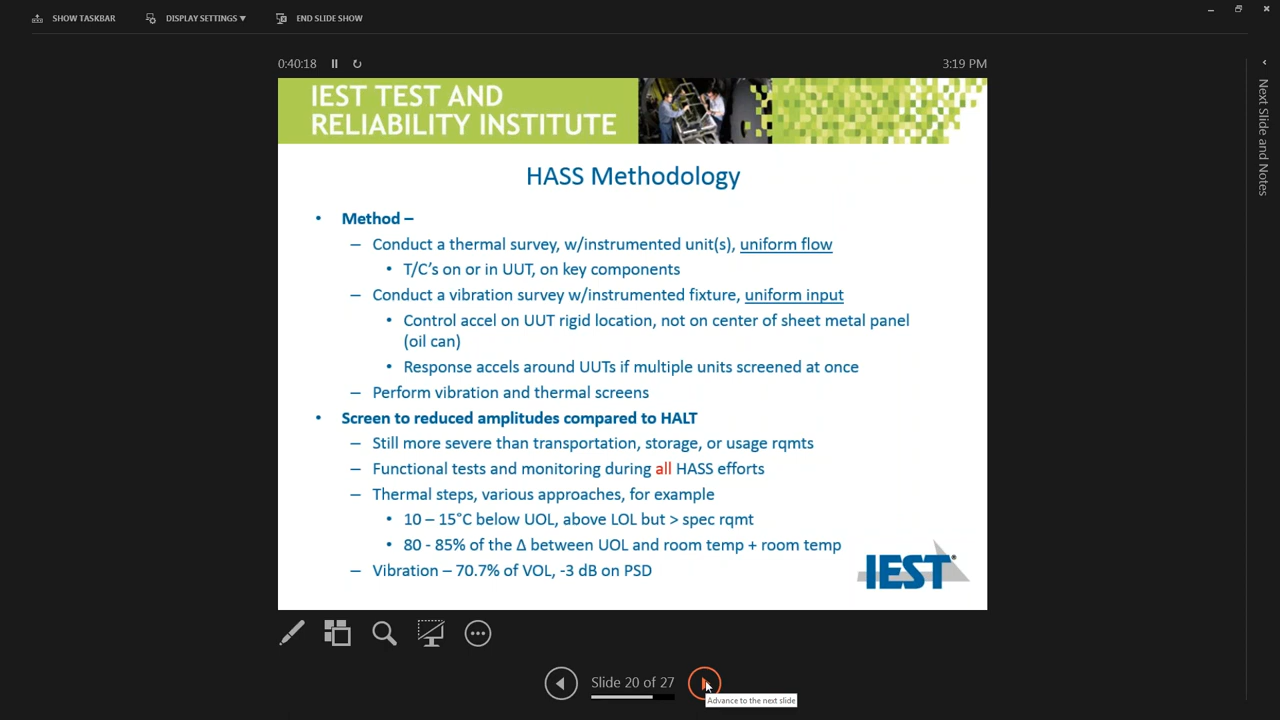 SHOW TASKBAR
DISPLAY SETTINGS ▼
END SLIDE SHOW
0:40:18
3:19 PM
IEST TEST AND
RELIABILITY INSTITUTE
HASS Methodology
• Method –
– Conduct a thermal survey, w/instrumented unit(s), uniform flow
• T/C's on or in UUT, on key components
– Conduct a vibration survey w/instrumented fixture, uniform input
• Control accel on UUT rigid location, not on center of sheet metal panel
(oil can)
• Response accels around UUTs if multiple units screened at once
– Perform vibration and thermal screens
• Screen to reduced amplitudes compared to HALT
– Still more severe than transportation, storage, or usage rqmts
– Functional tests and monitoring during all HASS efforts
– Thermal steps, various approaches, for example
• 10 – 15°C below UOL, above LOL but > spec rqmt
• 80 - 85% of the Δ between UOL and room temp + room temp
– Vibration – 70.7% of VOL, -3 dB on PSD
IEST®
Slide 20 of 27
Advance to the next slide
Next Slide and Notes